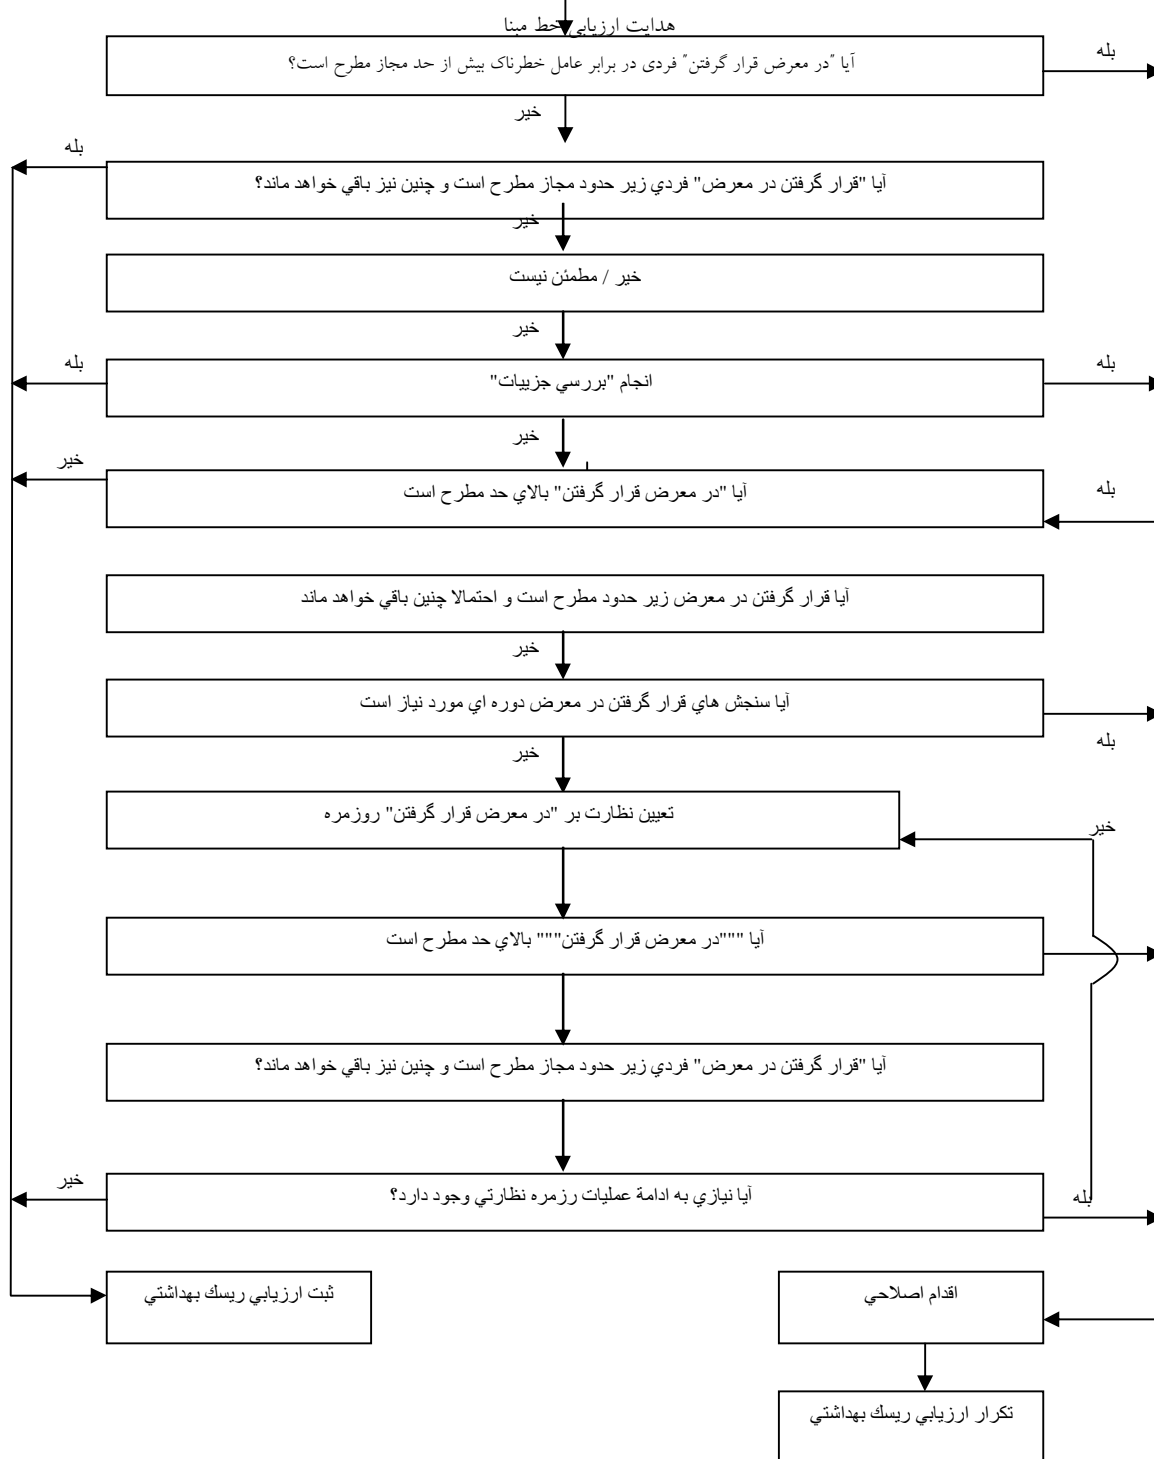 هدايت ارزيابي خط مبنا
آیا "در معرض قرار گرفتن" فردی در برابر عامل خطرناک بیش از حد مجاز مطرح است؟
بله
خير
بله
آيا "قرار گرفتن در معرض" فردي زير حدود مجاز مطرح است و چنين نيز باقي خواهد ماند؟
خير
خير / مطمئن نيست
خير
بله
انجام "بررسي جزييات"
بله
خير
خير
آيا "در معرض قرار گرفتن" بالاي حد مطرح است
بله
آيا قرار گرفتن در معرض زير حدود مطرح است و احتمالا چنين باقي خواهد ماند
خير
آيا سنجش هاي قرار گرفتن در معرض دوره اي مورد نياز است
بله
خير
تعيين نظارت بر "در معرض قرار گرفتن" روزمره
خير
آيا """در معرض قرار گرفتن""" بالاي حد مطرح است
آيا "قرار گرفتن در معرض" فردي زير حدود مجاز مطرح است و چنين نيز باقي خواهد ماند؟
خير
آيا نيازي به ادامة عمليات رزمره نظارتي وجود دارد؟
بله
اقدام اصلاحي
ثبت ارزيابي ريسك بهداشتي
تكرار ارزيابي ريسك بهداشتي